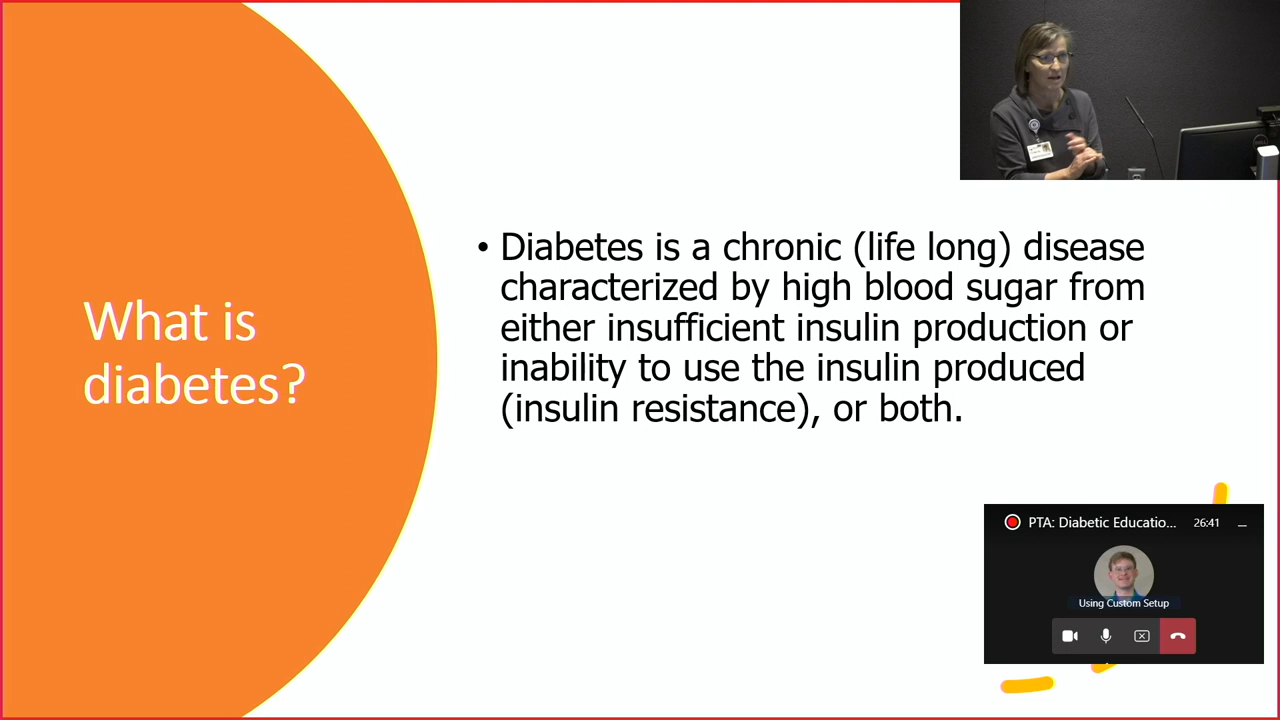 What is
diabetes?
• Diabetes is a chronic (life long) disease
characterized by high blood sugar from
either insufficient insulin production or
inability to use the insulin produced
(insulin resistance), or both.
PTA: Diabetic Educatio... 26:41
Using Custom Setup